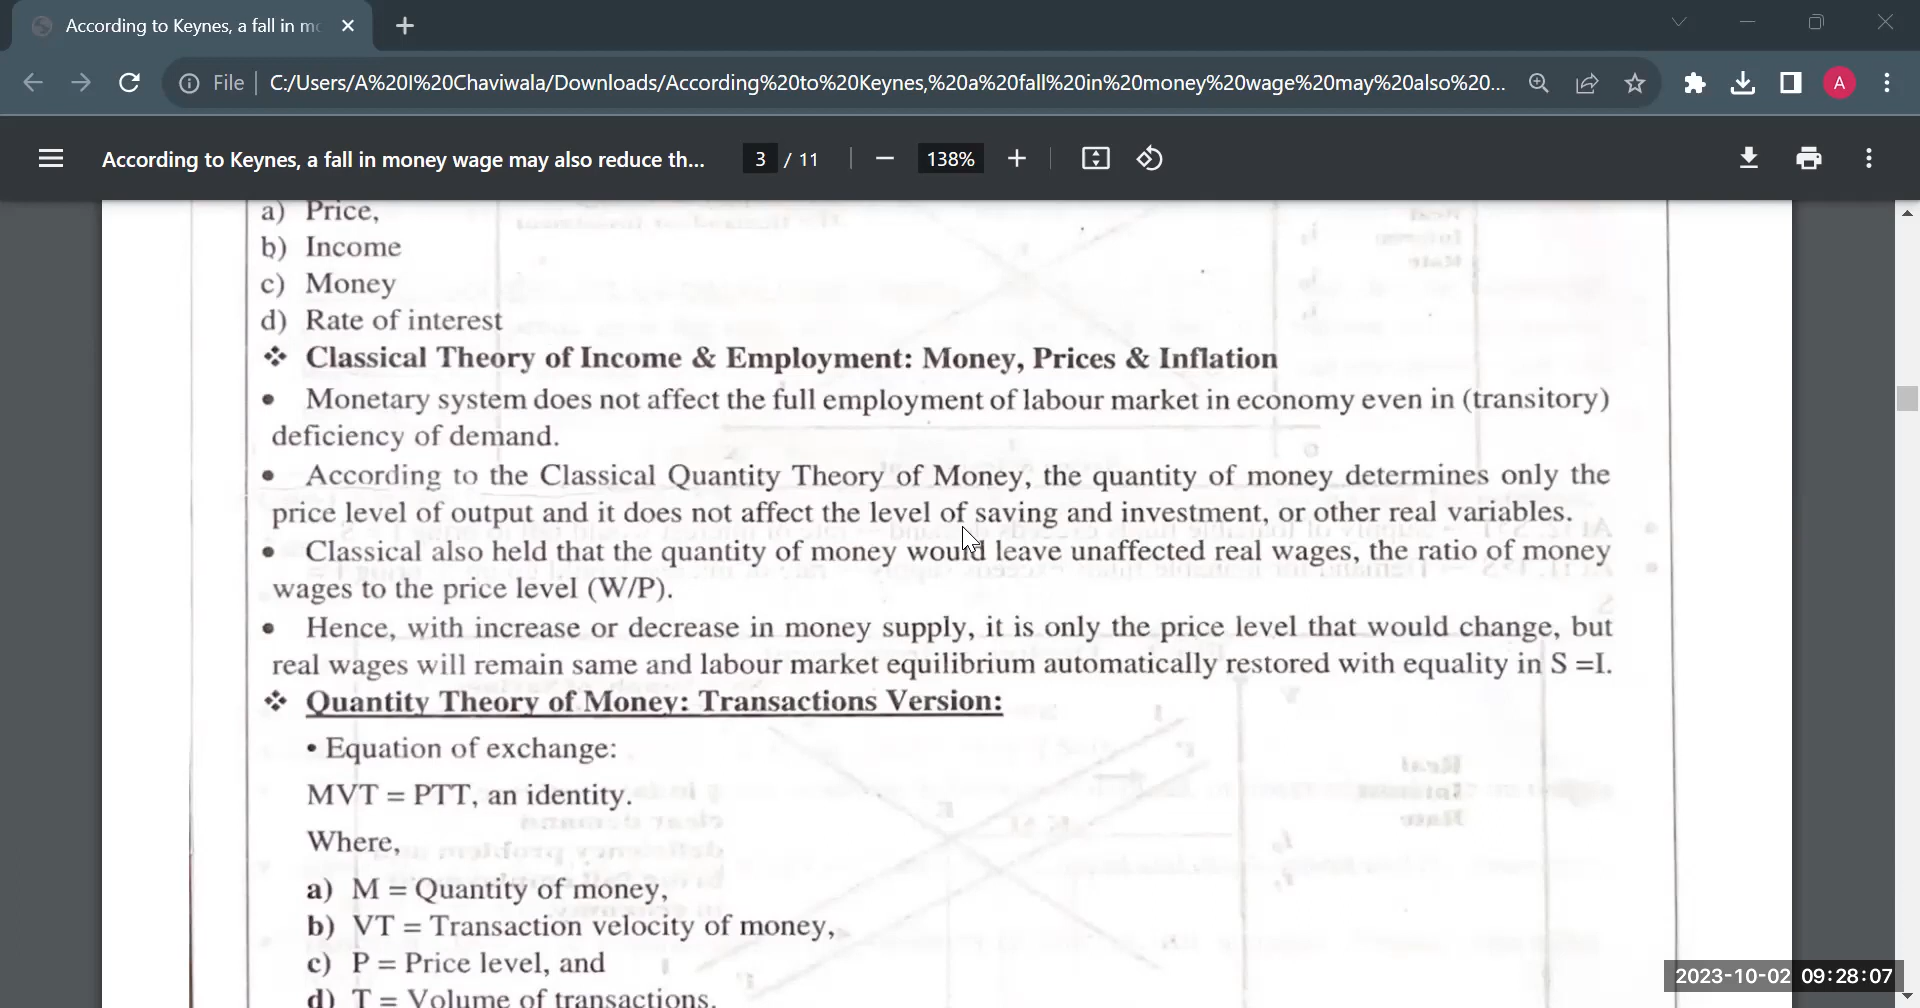 According to Keynes, a fall in mo
File
C:/Users/A%20I%20Chaviwala/Downloads/According%20to%20Keynes,%20a%20fall%20in%20money%20wage%20may%20also%20...
A
According to Keynes, a fall in money wage may also reduce th...
3 / 11
138%
a) Price,
b) Income
c) Money
d) Rate of interest
❖ Classical Theory of Income & Employment: Money, Prices & Inflation
• Monetary system does not affect the full employment of labour market in economy even in (transitory)
deficiency of demand.
• According to the Classical Quantity Theory of Money, the quantity of money determines only the
price level of output and it does not affect the level of saving and investment, or other real variables.
• Classical also held that the quantity of money would leave unaffected real wages, the ratio of money
wages to the price level (W/P).
• Hence, with increase or decrease in money supply, it is only the price level that would change, but
real wages will remain same and labour market equilibrium automatically restored with equality in S =I.
❖ Quantity Theory of Money: Transactions Version:
• Equation of exchange:
MVT = PTT, an identity.
Where,
a) M = Quantity of money,
b) VT = Transaction velocity of money,
c) P = Price level, and
d) T = Volume of transactions.
2023-10-02 09:28:07